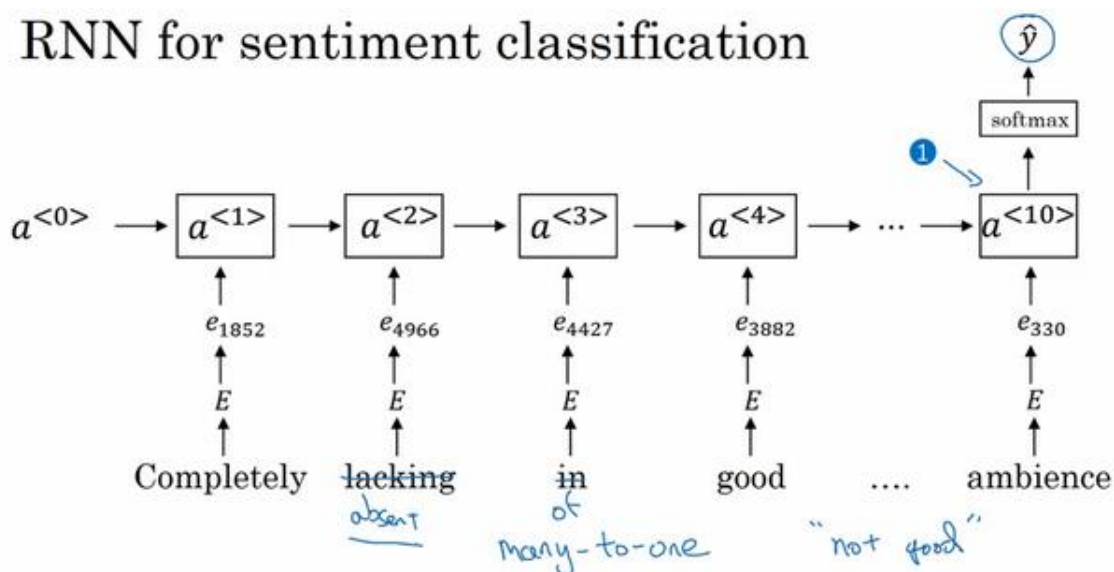 RNN for sentiment classification
ŷ
softmax
1
a<0> a<1> a<2> a<3> a<4> ... a<10>
e1852 e4966 e4427 e3882 e330
E E E E E
Completely lacking in good .... ambience
absent of
many-to-one "not good"